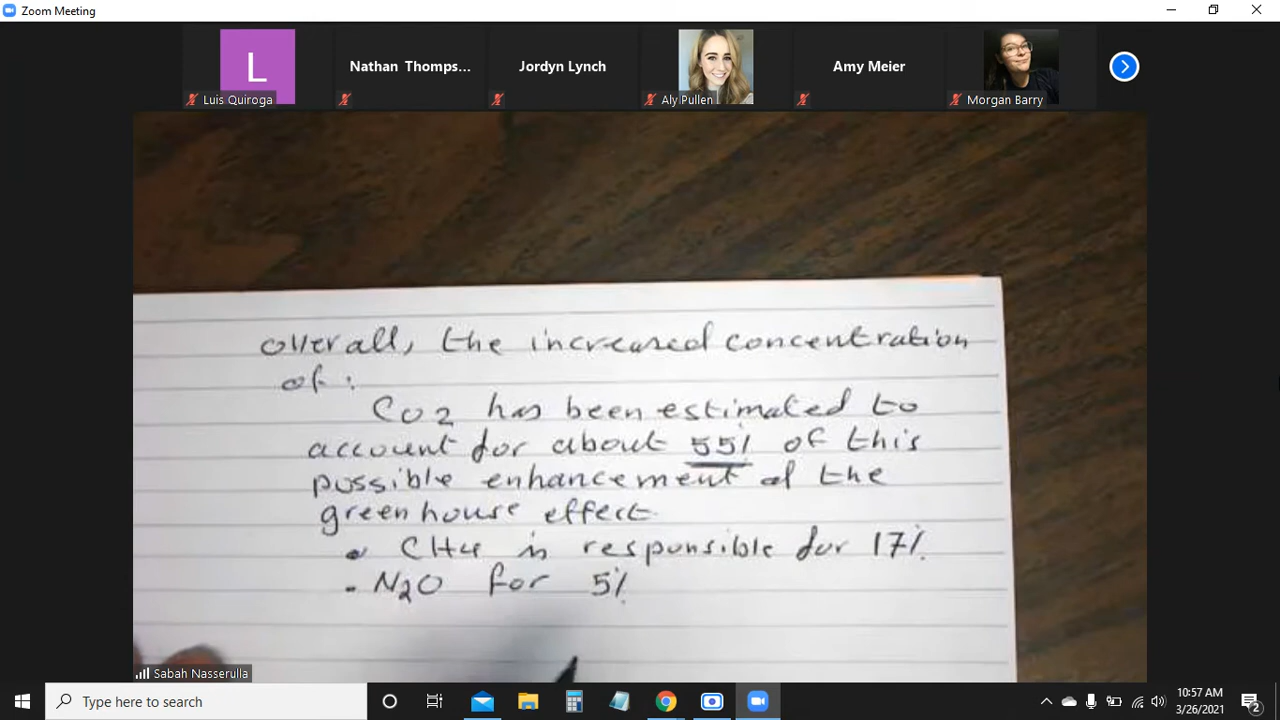 Zoom Meeting
L
Luis Quiroga
Nathan Thomps...
Jordyn Lynch
Aly Pullen
Amy Meier
Morgan Barry
overall, the increased concentration
of :
CO2 has been estimated to
account for about 55% of this
possible enhancement of the
greenhouse effect.
• CH4 is responsible for 17%.
- N2O for 5%.
Sabah Nasserulla
Type here to search
10:57 AM
3/26/2021
2